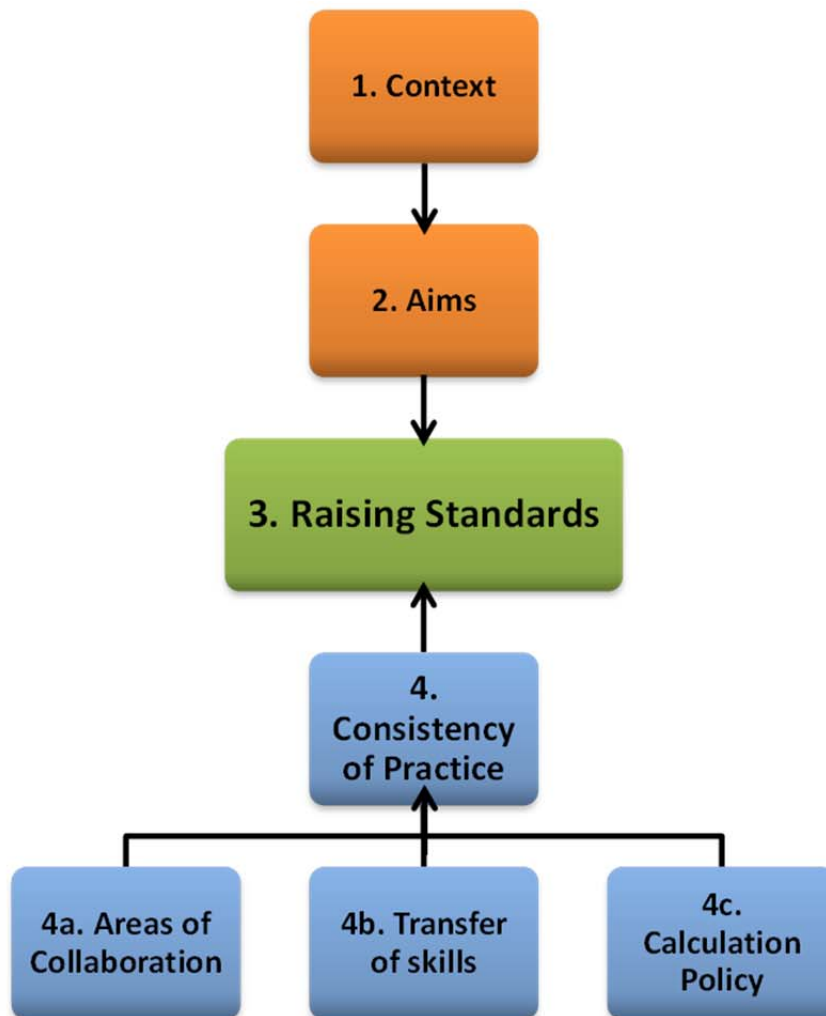 1. Context
2. Aims
3. Raising Standards
4.
Consistency
of Practice
4a. Areas of
Collaboration
4b. Transfer
of skills
4c.
Calculation
Policy